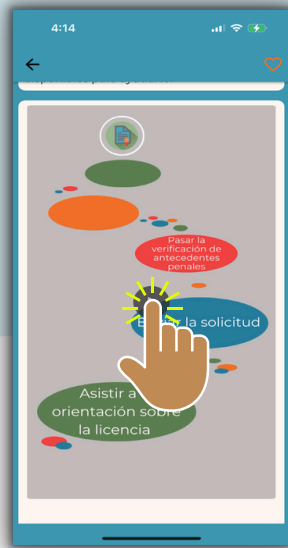 4:14
Pasar la
verificación de
antecedentes
penales
la solicitud
Asistir a
orientación sobre
la licencia